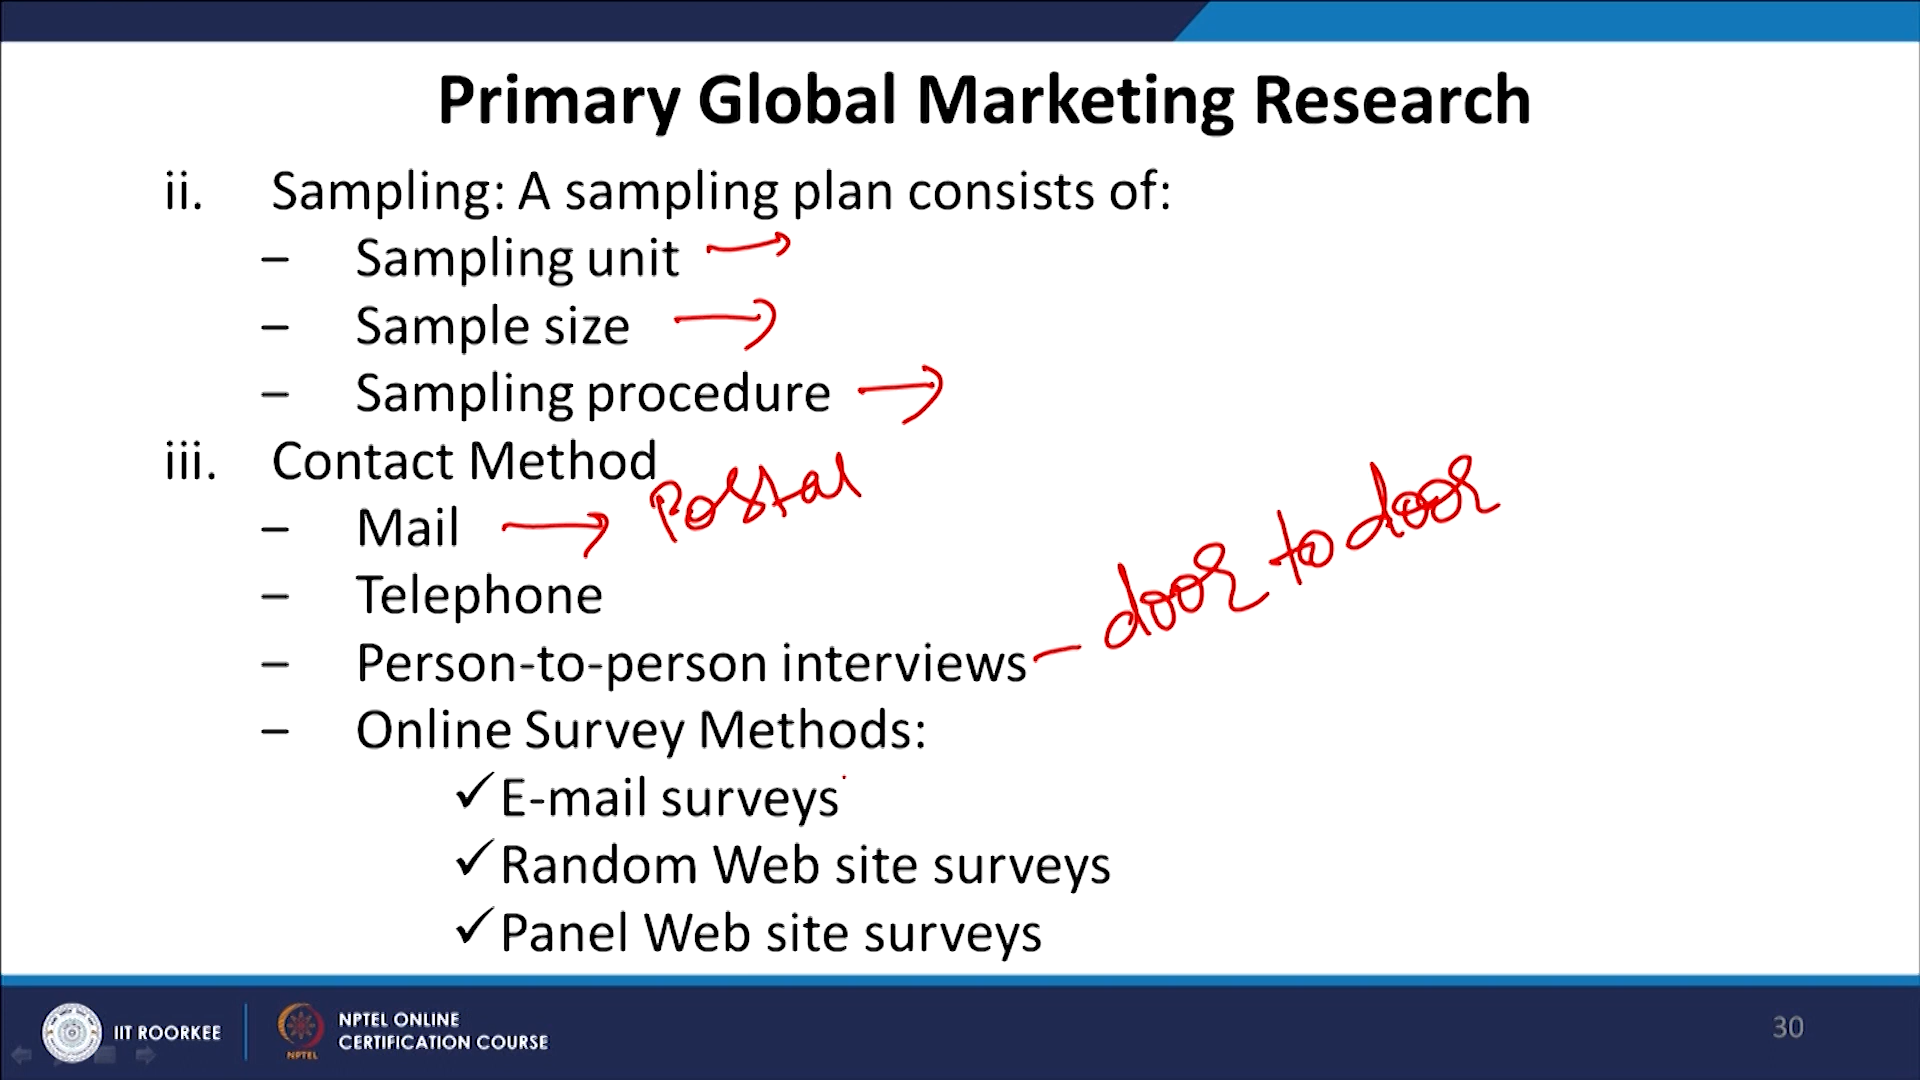 Primary Global Marketing Research
ii. Sampling: A sampling plan consists of:
– Sampling unit
– Sample size
– Sampling procedure
iii. Contact Method
– Mail → Postal
– Telephone
– Person-to-person interviews – door to door
– Online Survey Methods:
✓ E-mail surveys
✓ Random Web site surveys
✓ Panel Web site surveys
IIT ROORKEE
NPTEL
NPTEL ONLINE
CERTIFICATION COURSE
30